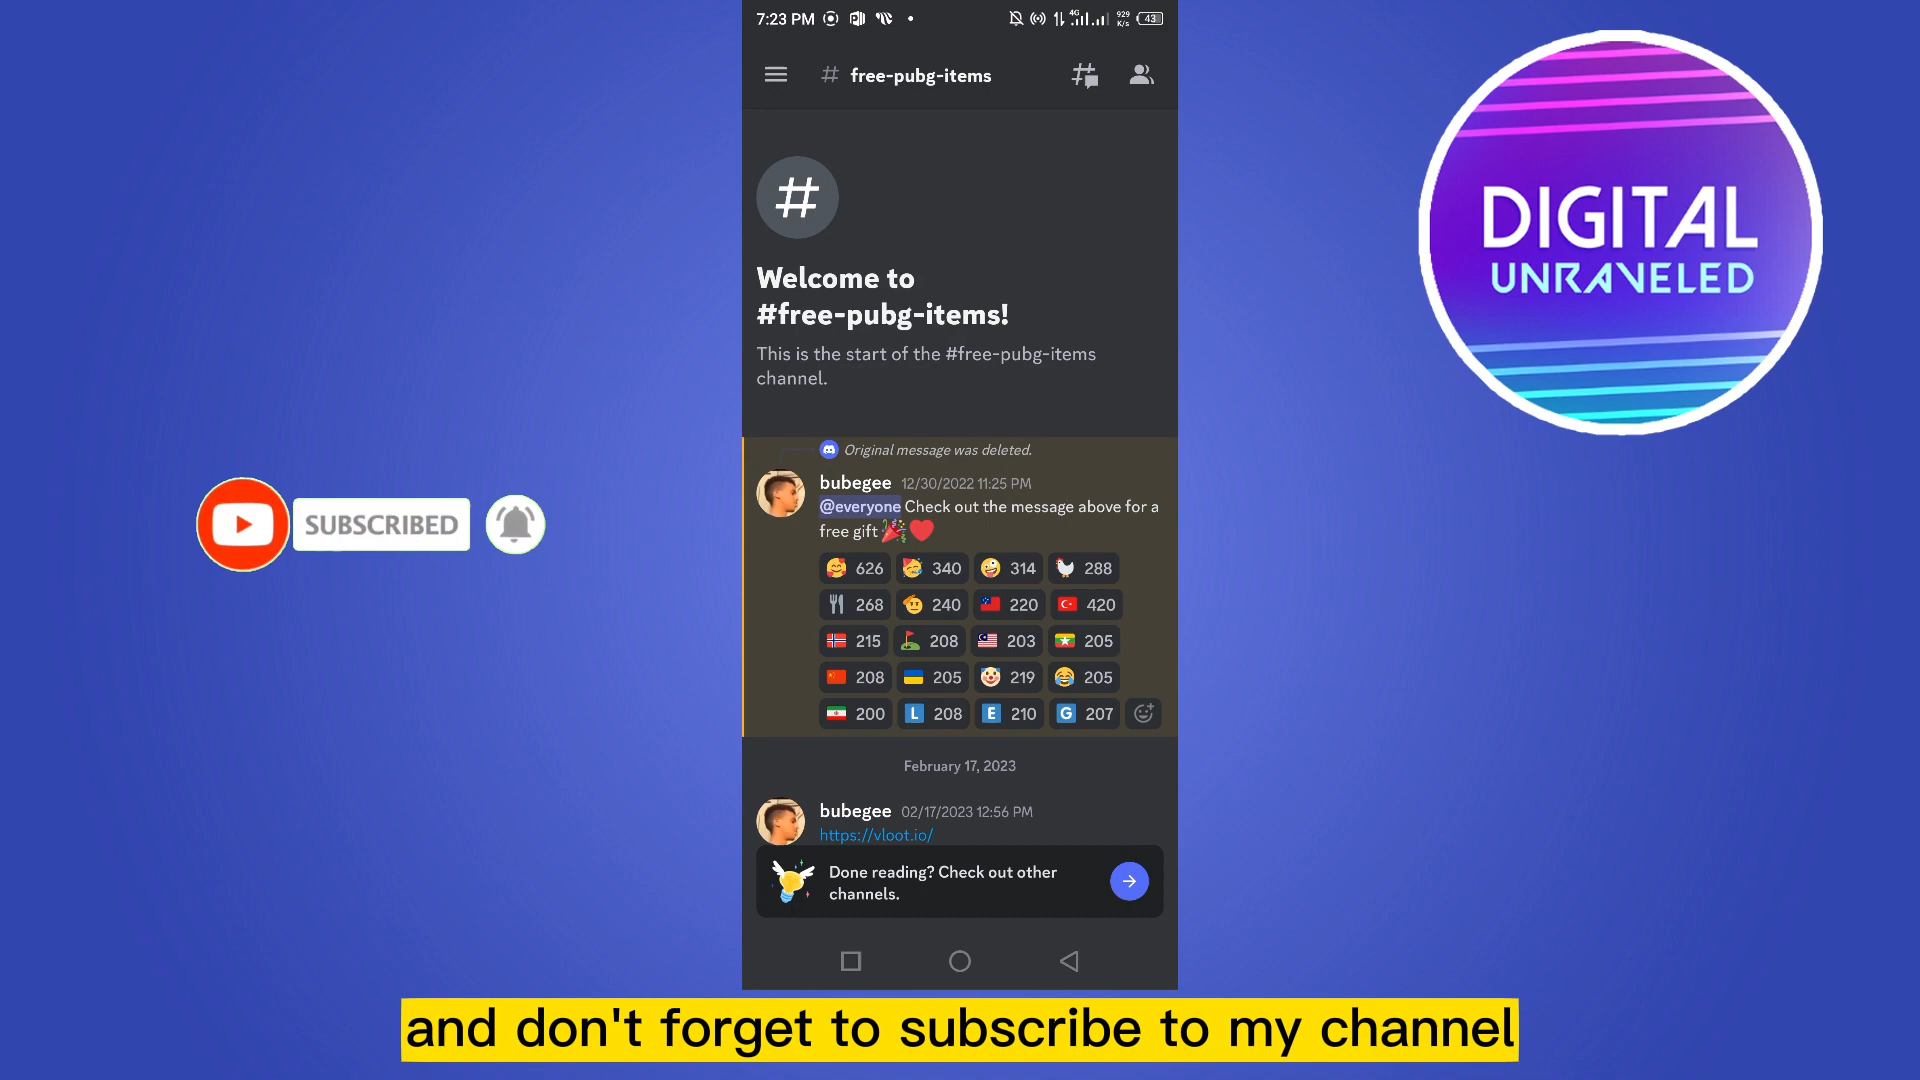 7:23 PM
4G
929
K/s
43
# free-pubg-items
#
DIGITAL
UNRAVELED
Welcome to
#free-pubg-items!
This is the start of the #free-pubg-items
channel.
Original message was deleted.
bubegee 12/30/2022 11:25 PM
@everyone Check out the message above for a
free gift 🎉❤️
SUBSCRIBED
626 340 314 288
268 240 220 420
215 208 203 205
208 205 219 205
200 L 208 E 210 G 207
February 17, 2023
bubegee 02/17/2023 12:56 PM
https://vloot.io/
Done reading? Check out other
channels.
and don't forget to subscribe to my channel